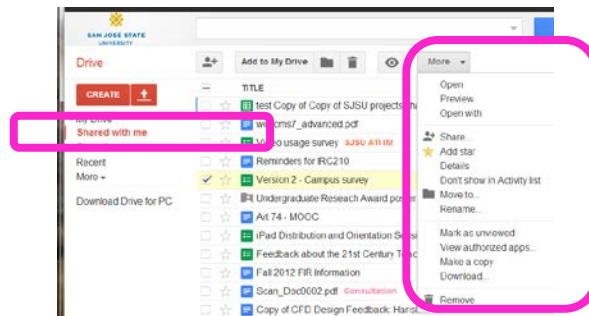 SAN JOSÉ STATE
UNIVERSITY
Drive
Add to My Drive
More
CREATE
TITLE
My Drive
Shared with me
Recent
More
Download Drive for PC
test Copy of Copy of SJSU projects
advanced.pdf
Video usage survey SJSU ATI IM
Reminders for IRC210
Version 2 - Campus survey
Undergraduate Reseach Award poster
Art 74 - MOOC
iPad Distribution and Orientation
Feedback about the 21st Century
Fall 2012 FIR Information
Scan_Doc0002.pdf Consultation
Copy of CFD Design Feedback:
Open
Preview
Open with
Share...
Add star
Details
Don't show in Activity list
Move to...
Rename...
Mark as unviewed
View authorized apps...
Make a copy
Download...
Remove